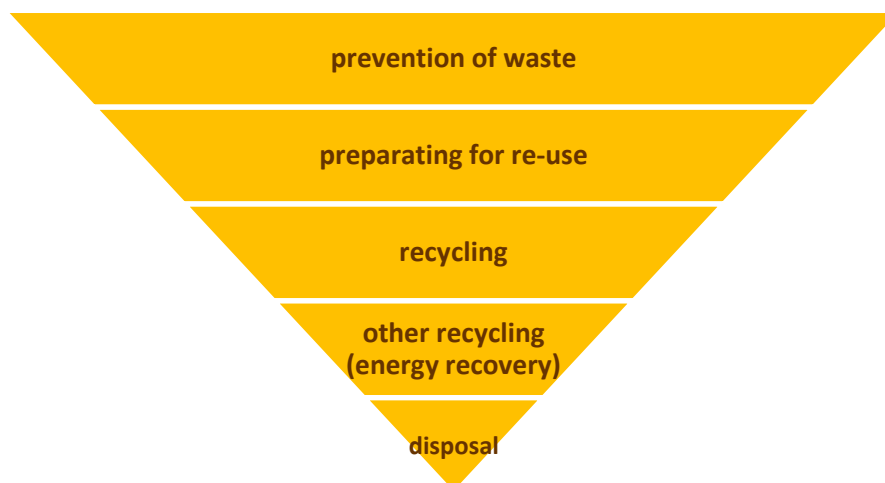 prevention of waste
preparating for re-use
recycling
other recycling
(energy recovery)
disposal